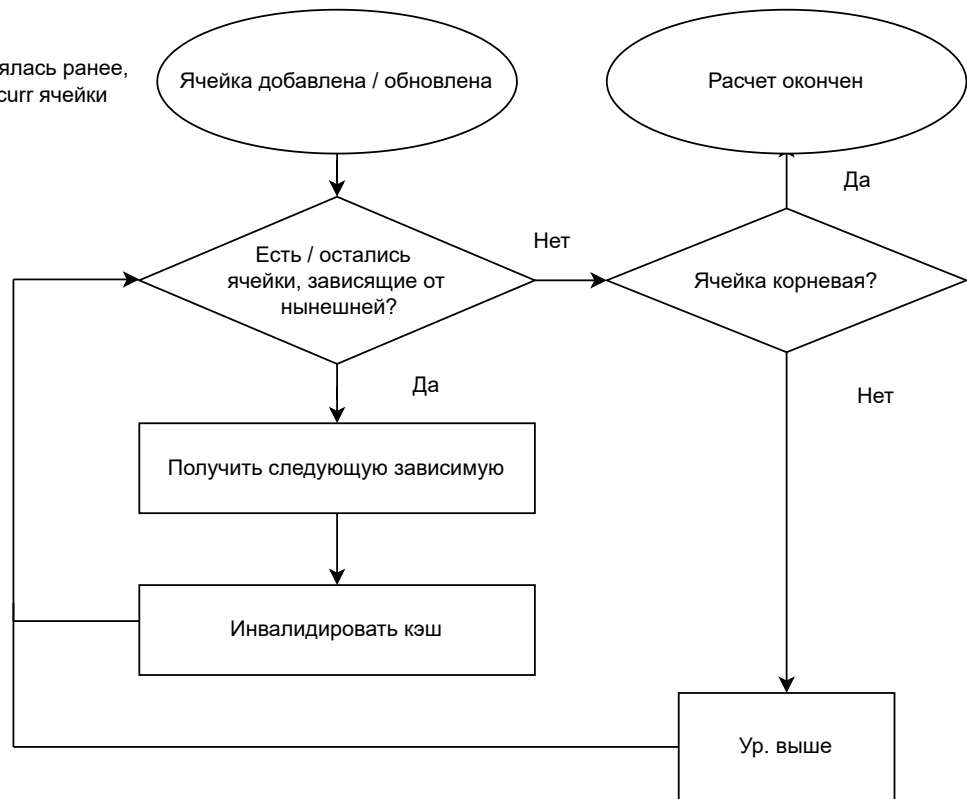 ялась ранее,
curr ячейки
Ячейка добавлена / обновлена
Расчет окончен
Да
Есть / остались
ячейки, зависящие от
нынешней?
Нет
Ячейка корневая?
Да
Нет
Получить следующую зависимую
Инвалидировать кэш
Ур. выше